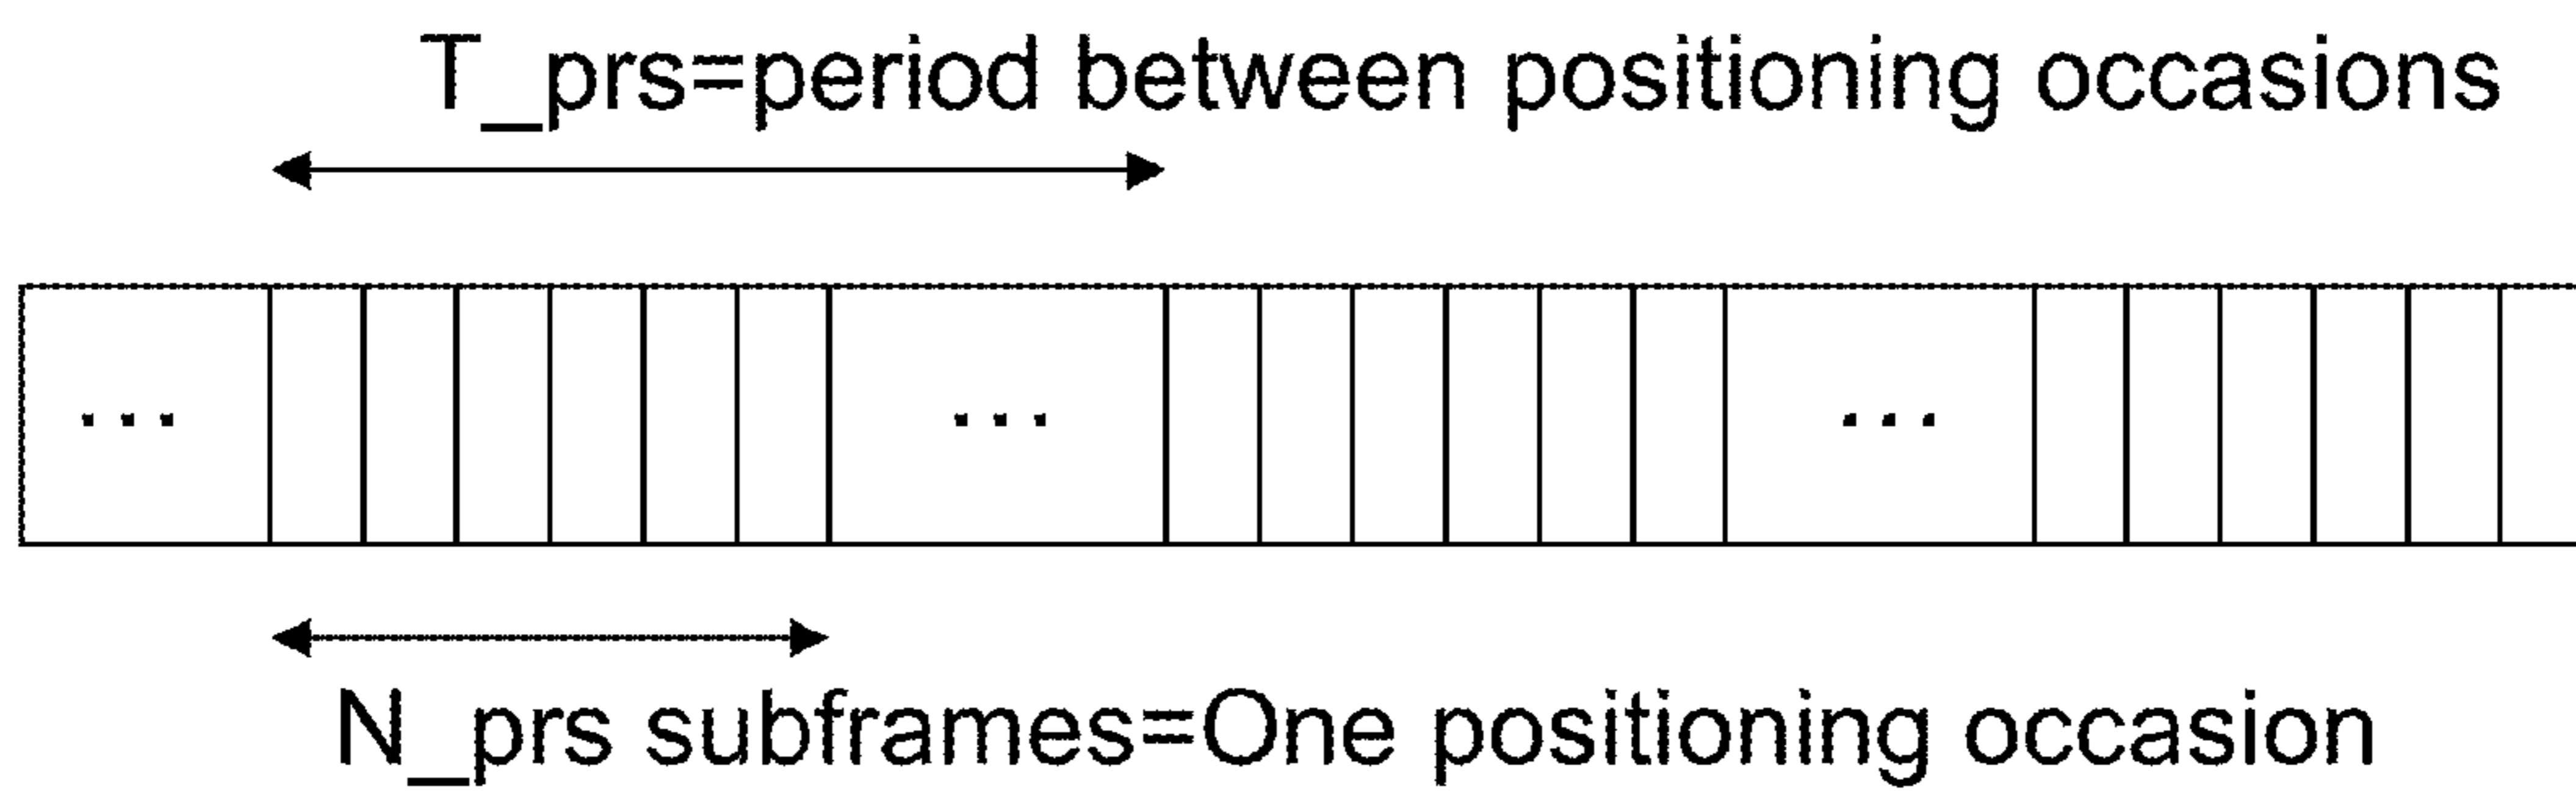 T_prs=period between positioning occasions
... ... ...
N_prs subframes=One positioning occasion